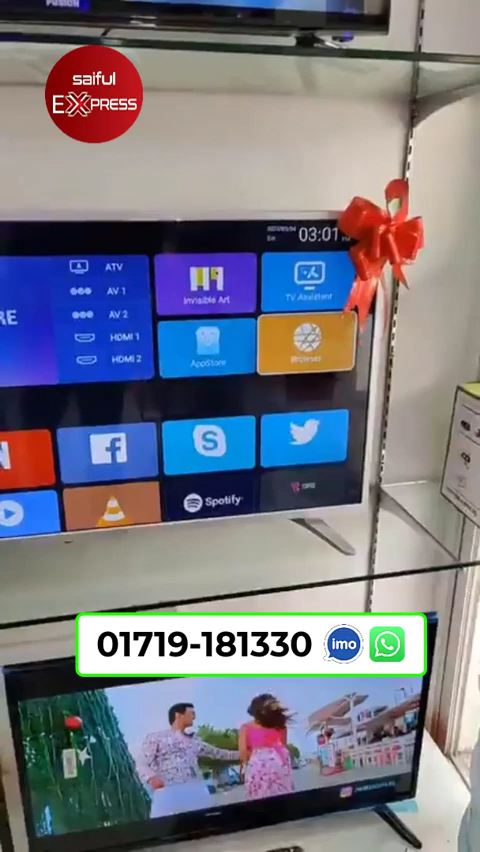 FUSION
saiful
EXPRESS
03:01
ATV
AV 1
AV 2
HDMI 1
HDMI 2
RE
Invisible Art
TV Assistant
AppStore
Browser
N
f
S
Spotify
01719-181330
imo